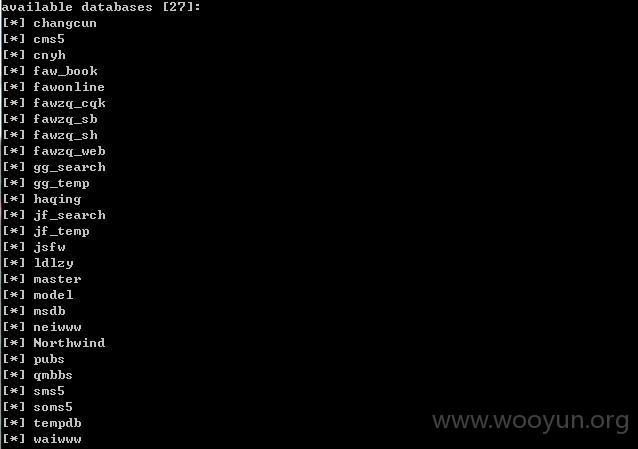 available databases [27]:
[*] changcun
[*] cms5
[*] cnyh
[*] faw_book
[*] fawonline
[*] fawzq_cqk
[*] fawzq_sb
[*] fawzq_sh
[*] fawzq_web
[*] gg_search
[*] gg_temp
[*] haqing
[*] jf_search
[*] jf_temp
[*] jsfw
[*] ldlzy
[*] master
[*] model
[*] msdb
[*] neiwww
[*] Northwind
[*] pubs
[*] qmbbs
[*] sms5
[*] soms5
[*] tempdb
[*] waiwww
www.wooyun.org